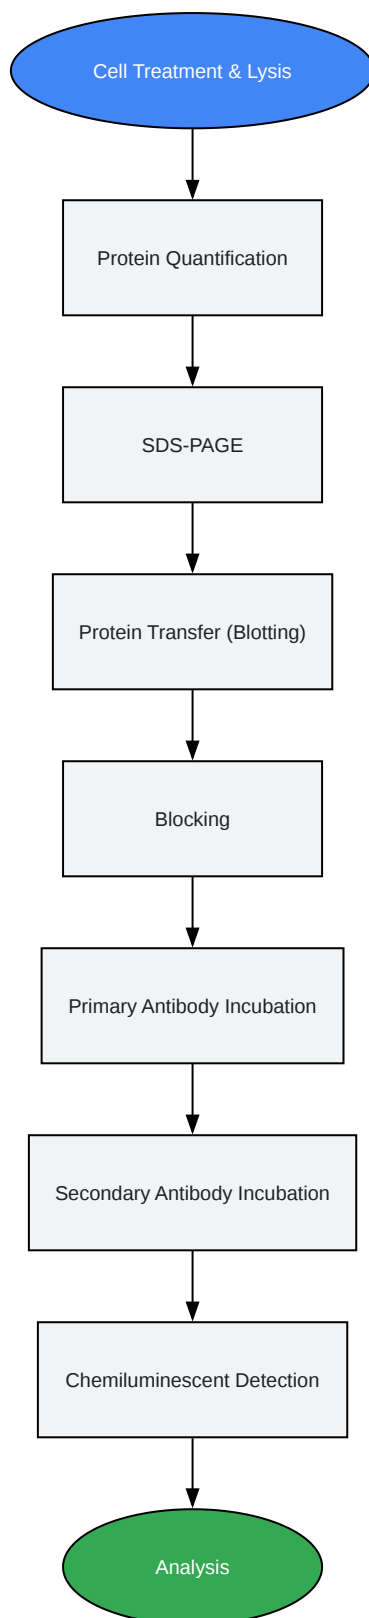 Cell Treatment & Lysis
Protein Quantification
SDS-PAGE
Protein Transfer (Blotting)
Blocking
Primary Antibody Incubation
Secondary Antibody Incubation
Chemiluminescent Detection
Analysis